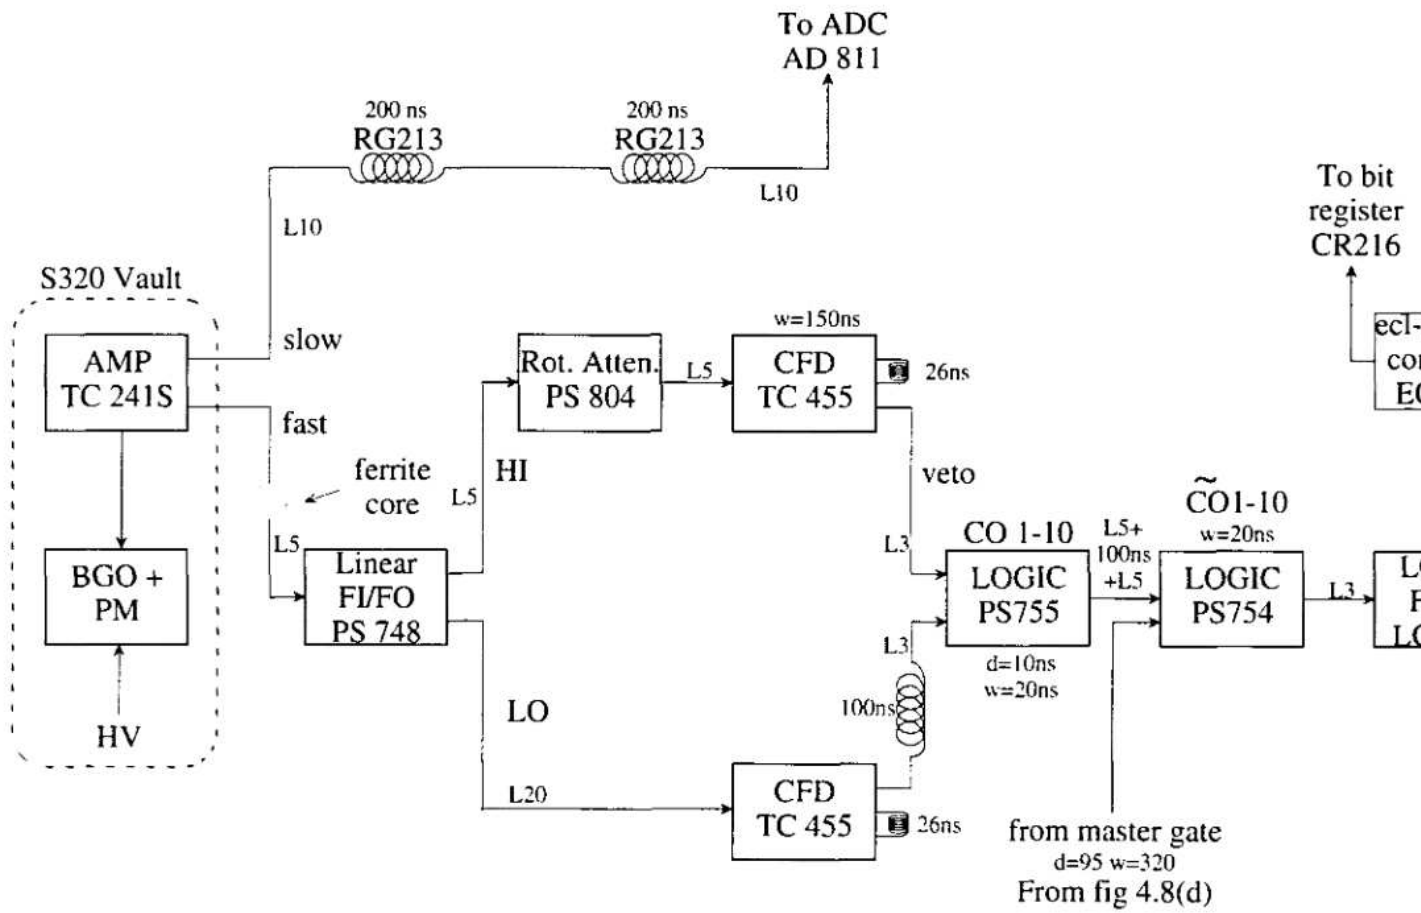 To ADC
AD 811
200 ns
RG213
200 ns
RG213
L10
L10
To bit
register
CR216
S320 Vault
AMP
TC 241S
slow
fast
BGO +
PM
HV
ferrite
core
L5
Linear
FI/FO
PS 748
L5
HI
Rot. Atten.
PS 804
L5
w=150ns
CFD
TC 455
26ns
veto
L3
CO 1-10
LOGIC
PS755
d=10ns
w=20ns
L5+
100ns
+L5
C̃O1-10
w=20ns
LOGIC
PS754
L3
ecl-
LO
L3
100ns
LO
L20
CFD
TC 455
26ns
from master gate
d=95 w=320
From fig 4.8(d)